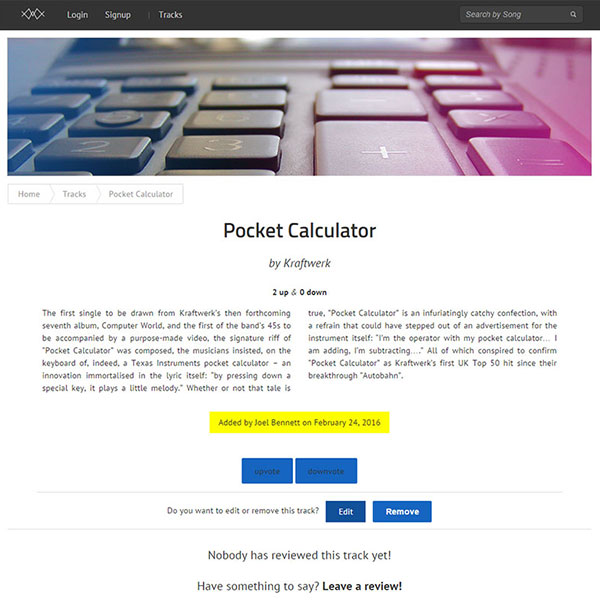 Login Signup | Tracks Search by Song
Home Tracks Pocket Calculator
Pocket Calculator
by Kraftwerk
2 up & 0 down
The first single to be drawn from Kraftwerk's then forthcoming
seventh album, Computer World, and the first of the band's 45s to
be accompanied by a purpose-made video, the signature riff of
"Pocket Calculator" was composed, the musicians insisted, on the
keyboard of, indeed, a Texas Instruments pocket calculator – an
innovation immortalised in the lyric itself: "by pressing down a
special key, it plays a little melody." Whether or not that tale is
true, "Pocket Calculator" is an infuriatingly catchy confection, with
a refrain that could have stepped out of an advertisement for the
instrument itself: "I'm the operator with my pocket calculator... I
am adding, I'm subtracting...." All of which conspired to confirm
"Pocket Calculator" as Kraftwerk's first UK Top 50 hit since their
breakthrough "Autobahn".
Added by Joel Bennett on February 24, 2016
upvote downvote
Do you want to edit or remove this track? Edit Remove
Nobody has reviewed this track yet!
Have something to say? Leave a review!